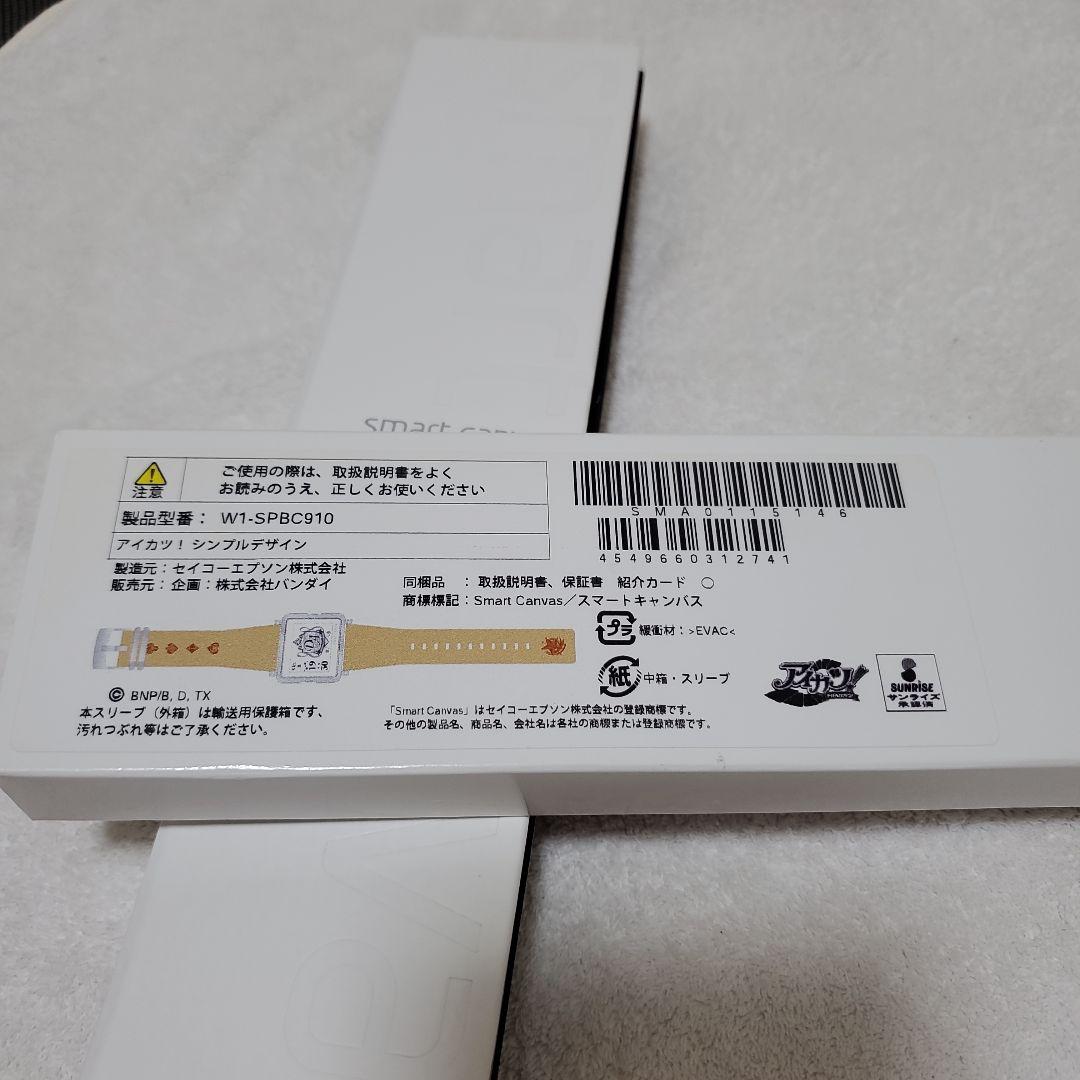 smart canv
注意
ご使用の際は、取扱説明書をよく
お読みのうえ、正しくお使いください
製品型番： W1-SPBC910
アイカツ！ シンプルデザイン
製造元：セイコーエプソン株式会社
販売元：企画：株式会社バンダイ
SMA0115146
4549660312741
同梱品 ：取扱説明書、保証書 紹介カード ○
商標標記：Smart Canvas／スマートキャンバス
プラ 緩衝材：>EVAC<
紙 中箱・スリーブ
アイカツ!
SUNRISE
サンライズ
承認済
© BNP/B, D, TX
本スリーブ（外箱）は輸送用保護箱です、
汚れつぶれ等はご了承ください。
「Smart Canvas」はセイコーエプソン株式会社の登録商標です。
その他の製品名、商品名、会社名は各社の商標または登録商標です。